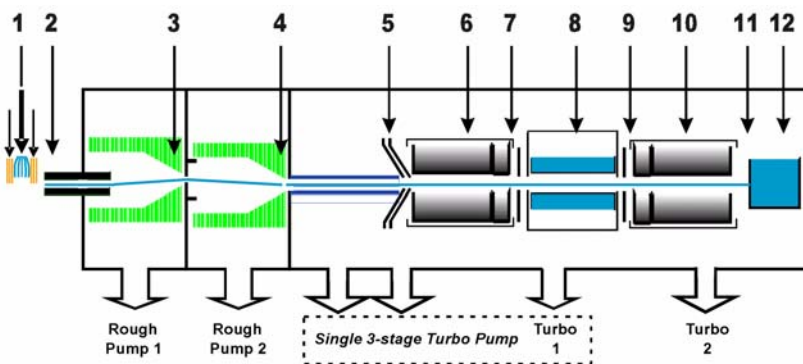 1 2 3 4 5 6 7 8 9 10 11 12
Rough Pump 1
Rough Pump 2
Single 3-stage Turbo Pump
Turbo 1
Turbo 2